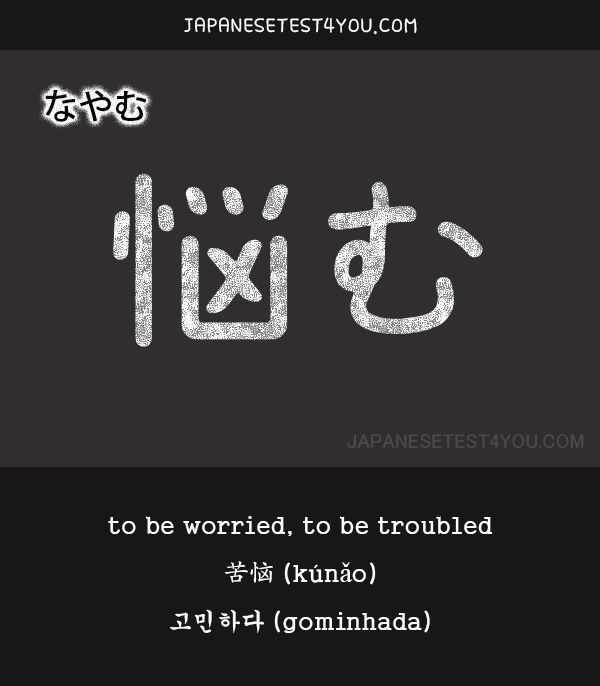 JAPANESETEST4YOU.COM
なやむ
悩む
JAPANESETEST4YOU.COM
to be worried, to be troubled
苦恼 (kúnǎo)
고민하다 (gominhada)